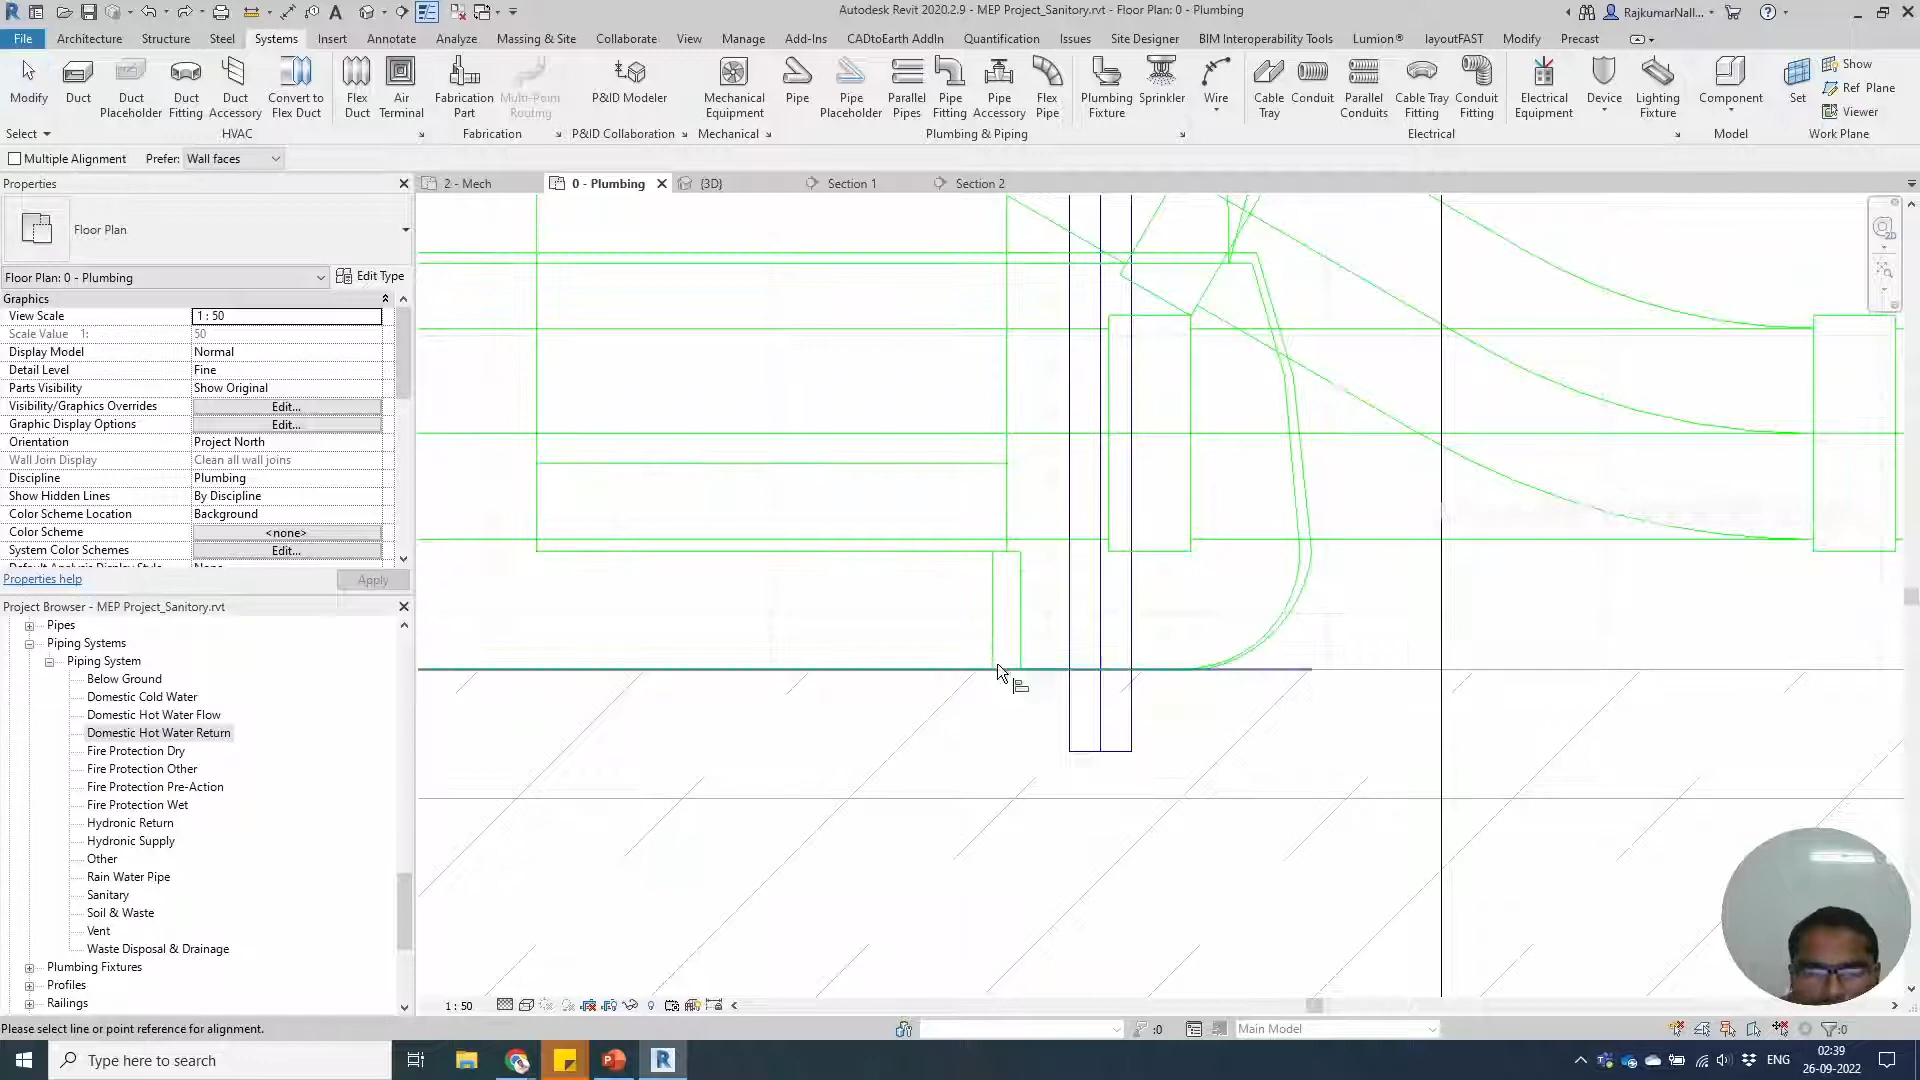 Autodesk Revit 2020.2.9 - MEP Project_Sanitory.rvt - Floor Plan: 0 - Plumbing
RajkumarNall...
File Architecture Structure Steel Systems Insert Annotate Analyze Massing & Site Collaborate View Manage Add-Ins CADtoEarth AddIn Quantification Issues Site Designer BIM Interoperability Tools Lumion® layoutFAST Modify Precast
Modify
Duct
Duct Placeholder
Duct Fitting
Duct Accessory
Convert to Flex Duct
Flex Duct
Air Terminal
Fabrication Part
Multi-Point Routing
P&ID Modeler
Mechanical Equipment
Pipe
Pipe Placeholder
Parallel Pipes
Pipe Fitting
Pipe Accessory
Flex Pipe
Plumbing Fixture
Sprinkler
Wire
Cable Tray
Conduit
Parallel Conduits
Cable Tray Fitting
Conduit Fitting
Electrical Equipment
Device
Lighting Fixture
Component
Set
Show
Ref Plane
Viewer
Select HVAC Fabrication P&ID Collaboration Mechanical Plumbing & Piping Electrical Model Work Plane
Multiple Alignment Prefer: Wall faces
Properties
2 - Mech 0 - Plumbing {3D} Section 1 Section 2
Floor Plan
Floor Plan: 0 - Plumbing Edit Type
Graphics
View Scale 1 : 50
Scale Value 1: 50
Display Model Normal
Detail Level Fine
Parts Visibility Show Original
Visibility/Graphics Overrides Edit...
Graphic Display Options Edit...
Orientation Project North
Wall Join Display Clean all wall joins
Discipline Plumbing
Show Hidden Lines By Discipline
Color Scheme Location Background
Color Scheme <none>
System Color Schemes Edit...
Default Analysis Display Style None
Properties help Apply
Project Browser - MEP Project_Sanitory.rvt
Pipes
Piping Systems
Piping System
Below Ground
Domestic Cold Water
Domestic Hot Water Flow
Domestic Hot Water Return
Fire Protection Dry
Fire Protection Other
Fire Protection Pre-Action
Fire Protection Wet
Hydronic Return
Hydronic Supply
Other
Rain Water Pipe
Sanitary
Soil & Waste
Vent
Waste Disposal & Drainage
Plumbing Fixtures
Profiles
Railings
1 : 50
Please select line or point reference for alignment.
:0 Main Model :0
Type here to search
ENG
02:39
26-09-2022